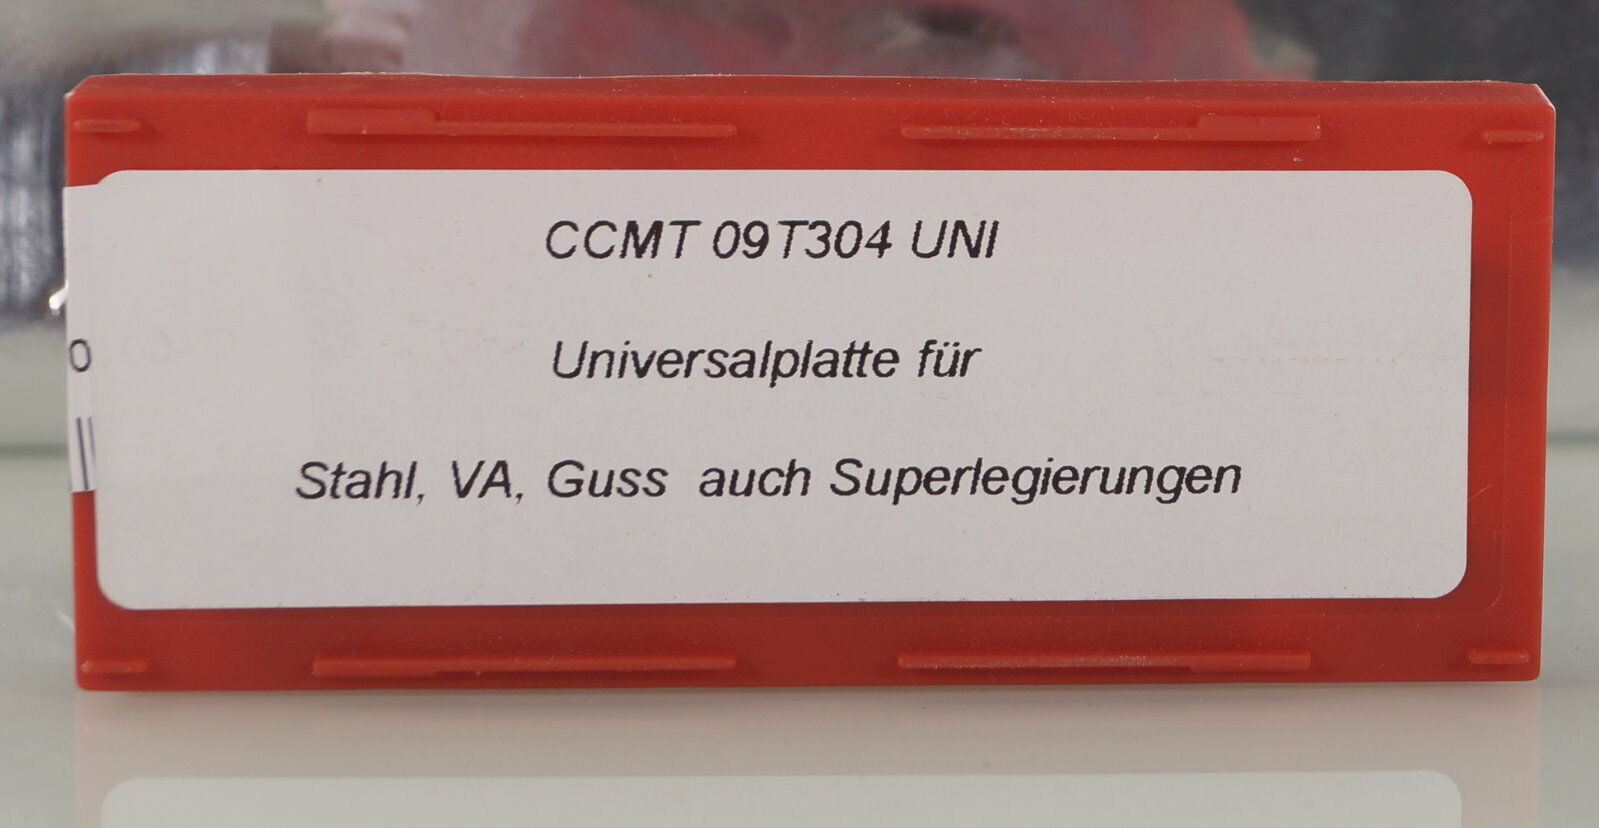 CCMT 09T304 UNI
Universalplatte für
Stahl, VA, Guss auch Superlegierungen